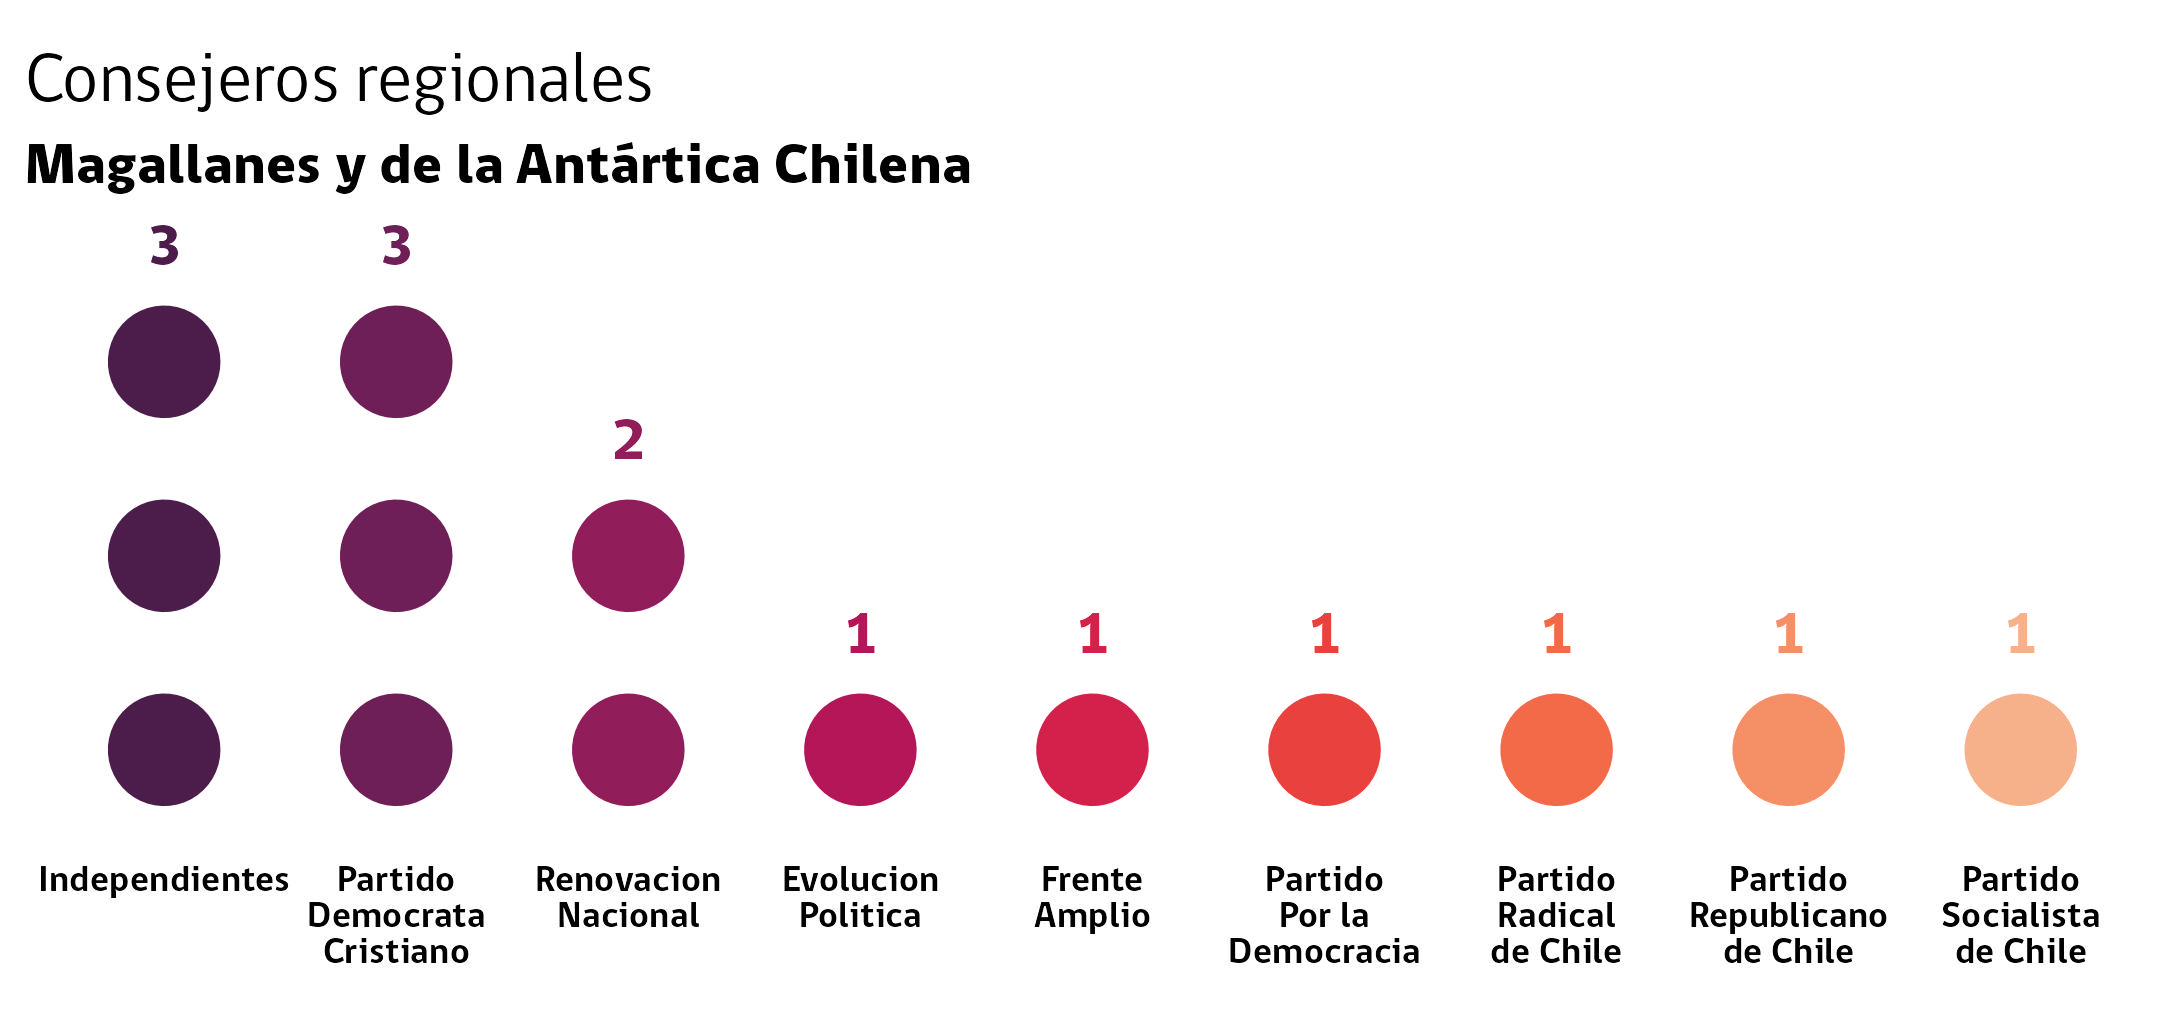 Consejeros regionales
Magallanes y de la Antártica Chilena
3
3
2
1
1
1
1
1
1
Independientes
Partido
Democrata
Cristiano
Renovacion
Nacional
Evolucion
Politica
Frente
Amplio
Partido
Por la
Democracia
Partido
Radical
de Chile
Partido
Republicano
de Chile
Partido
Socialista
de Chile